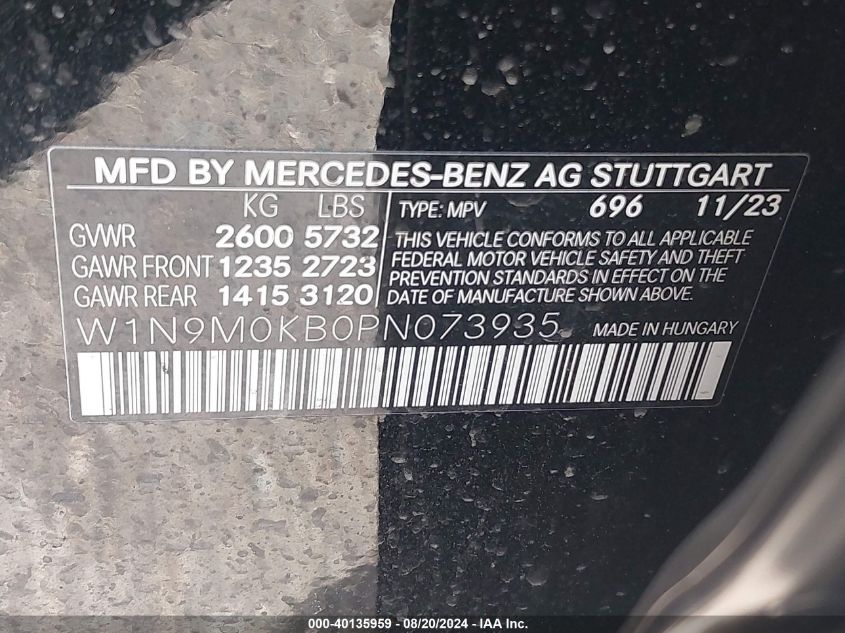 MFD BY MERCEDES-BENZ AG STUTTGART
KG LBS
GVWR 2600 5732
GAWR FRONT 1235 2723
GAWR REAR 1415 3120
TYPE: MPV 696 11/23
THIS VEHICLE CONFORMS TO ALL APPLICABLE
FEDERAL MOTOR VEHICLE SAFETY AND THEFT
PREVENTION STANDARDS IN EFFECT ON THE
DATE OF MANUFACTURE SHOWN ABOVE.
W1N9M0KB0PN073935 MADE IN HUNGARY
000-40135959 - 08/20/2024 - IAA Inc.